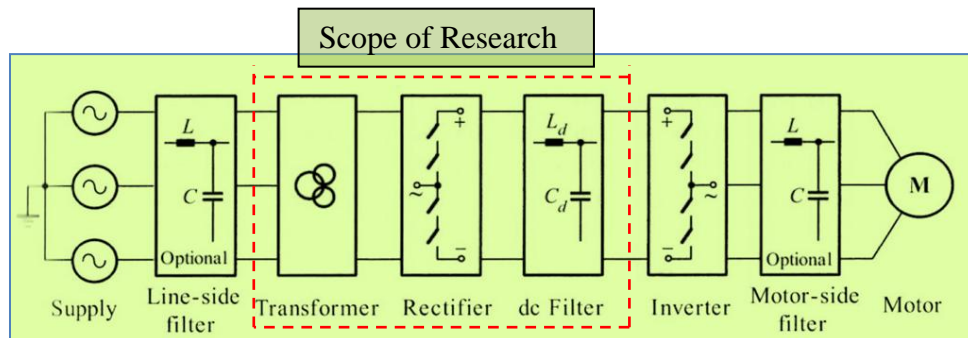 Scope of Research
L
C
Optional
+
~
−
L_d
C_d
+
~
−
L
C
Optional
M
Supply
Line-side
filter
Transformer
Rectifier
dc Filter
Inverter
Motor-side
filter
Motor